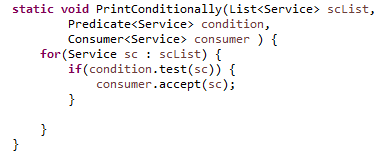 static void PrintConditionally(List<Service> scList,
        Predicate<Service> condition,
        Consumer<Service> consumer ) {
    for(Service sc : scList) {
        if(condition.test(sc)) {
            consumer.accept(sc);
        }

    }
}